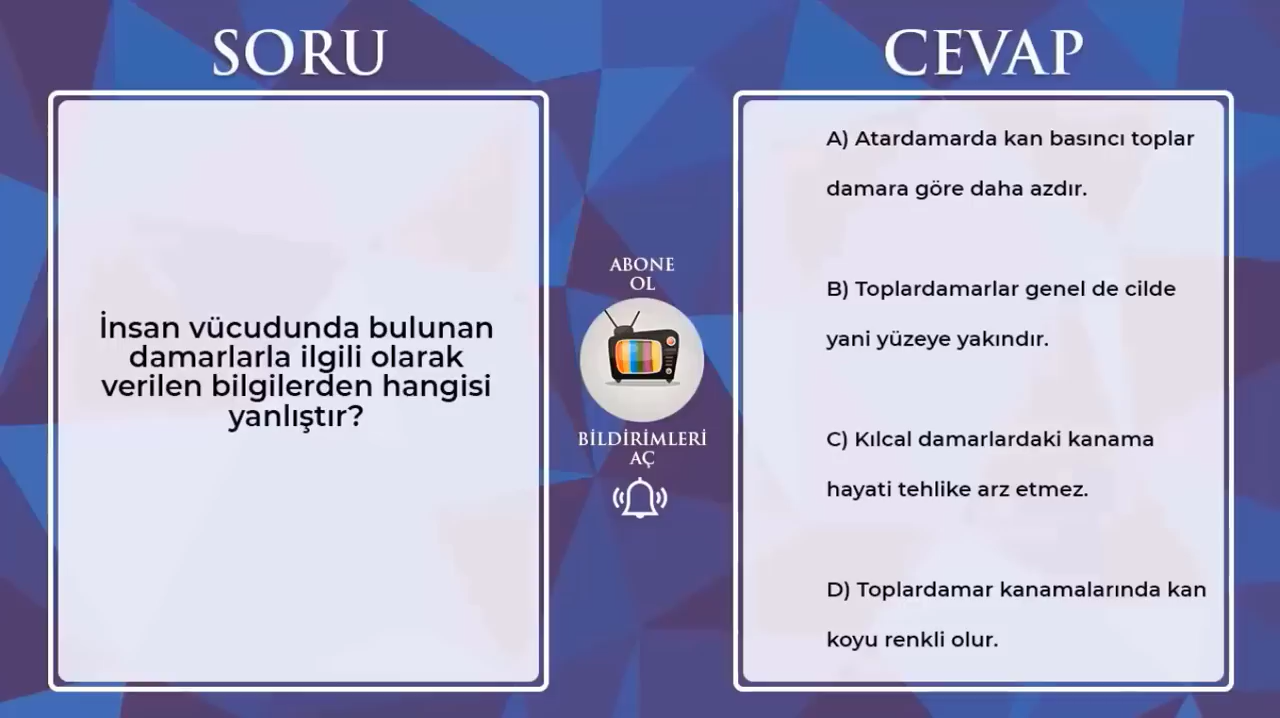 SORU
İnsan vücudunda bulunan
damarlarla ilgili olarak
verilen bilgilerden hangisi
yanlıştır?
ABONE
OL
BİLDİRİMLERİ
AÇ
CEVAP
A) Atardamarda kan basıncı toplar
damara göre daha azdır.
B) Toplardamarlar genel de cilde
yani yüzeye yakındır.
C) Kılcal damarlardaki kanama
hayati tehlike arz etmez.
D) Toplardamar kanamalarında kan
koyu renkli olur.